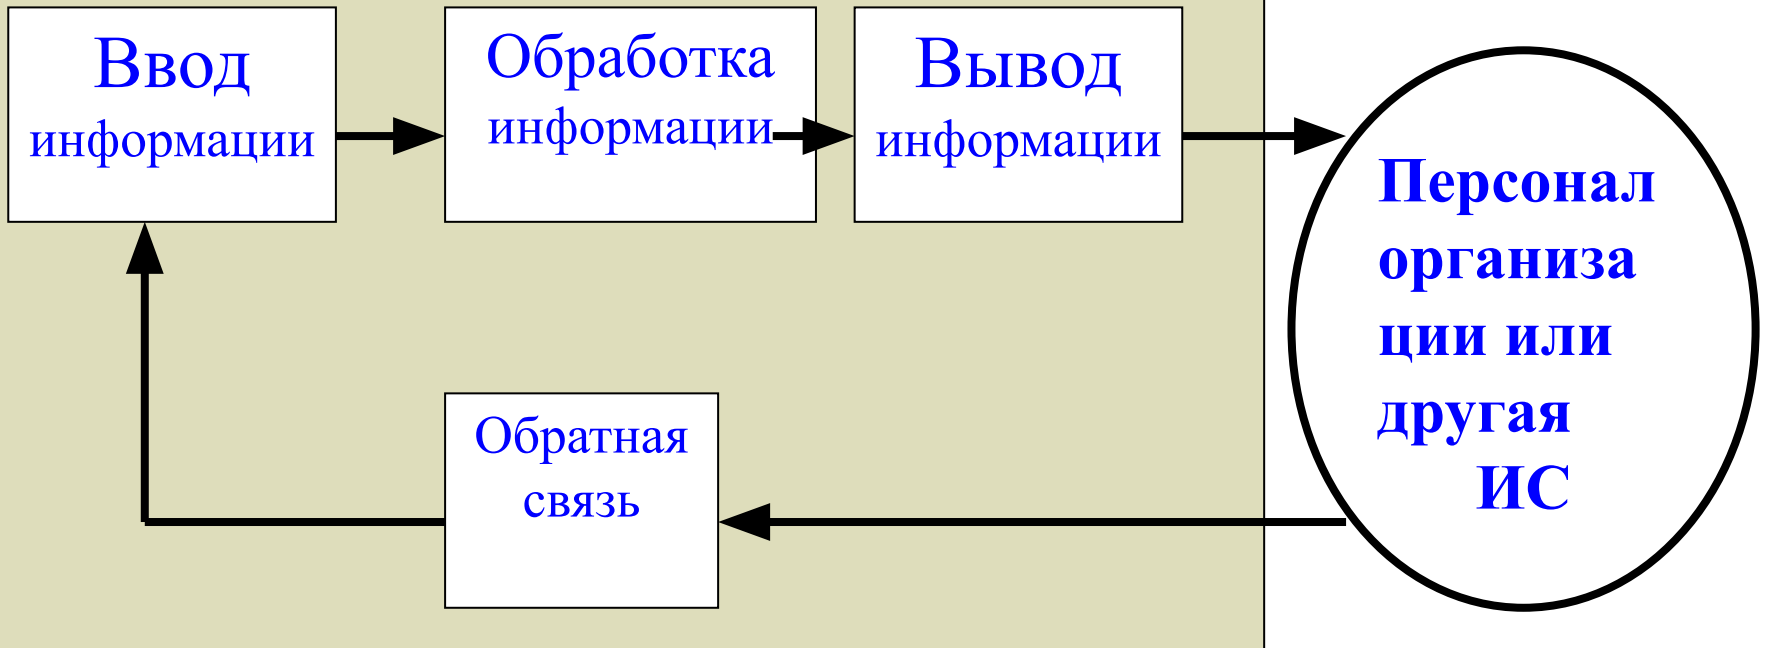 Ввод
информации
Обработка
информации
Вывод
информации
Персонал
организа
ции или
другая
ИС
Обратная
связь